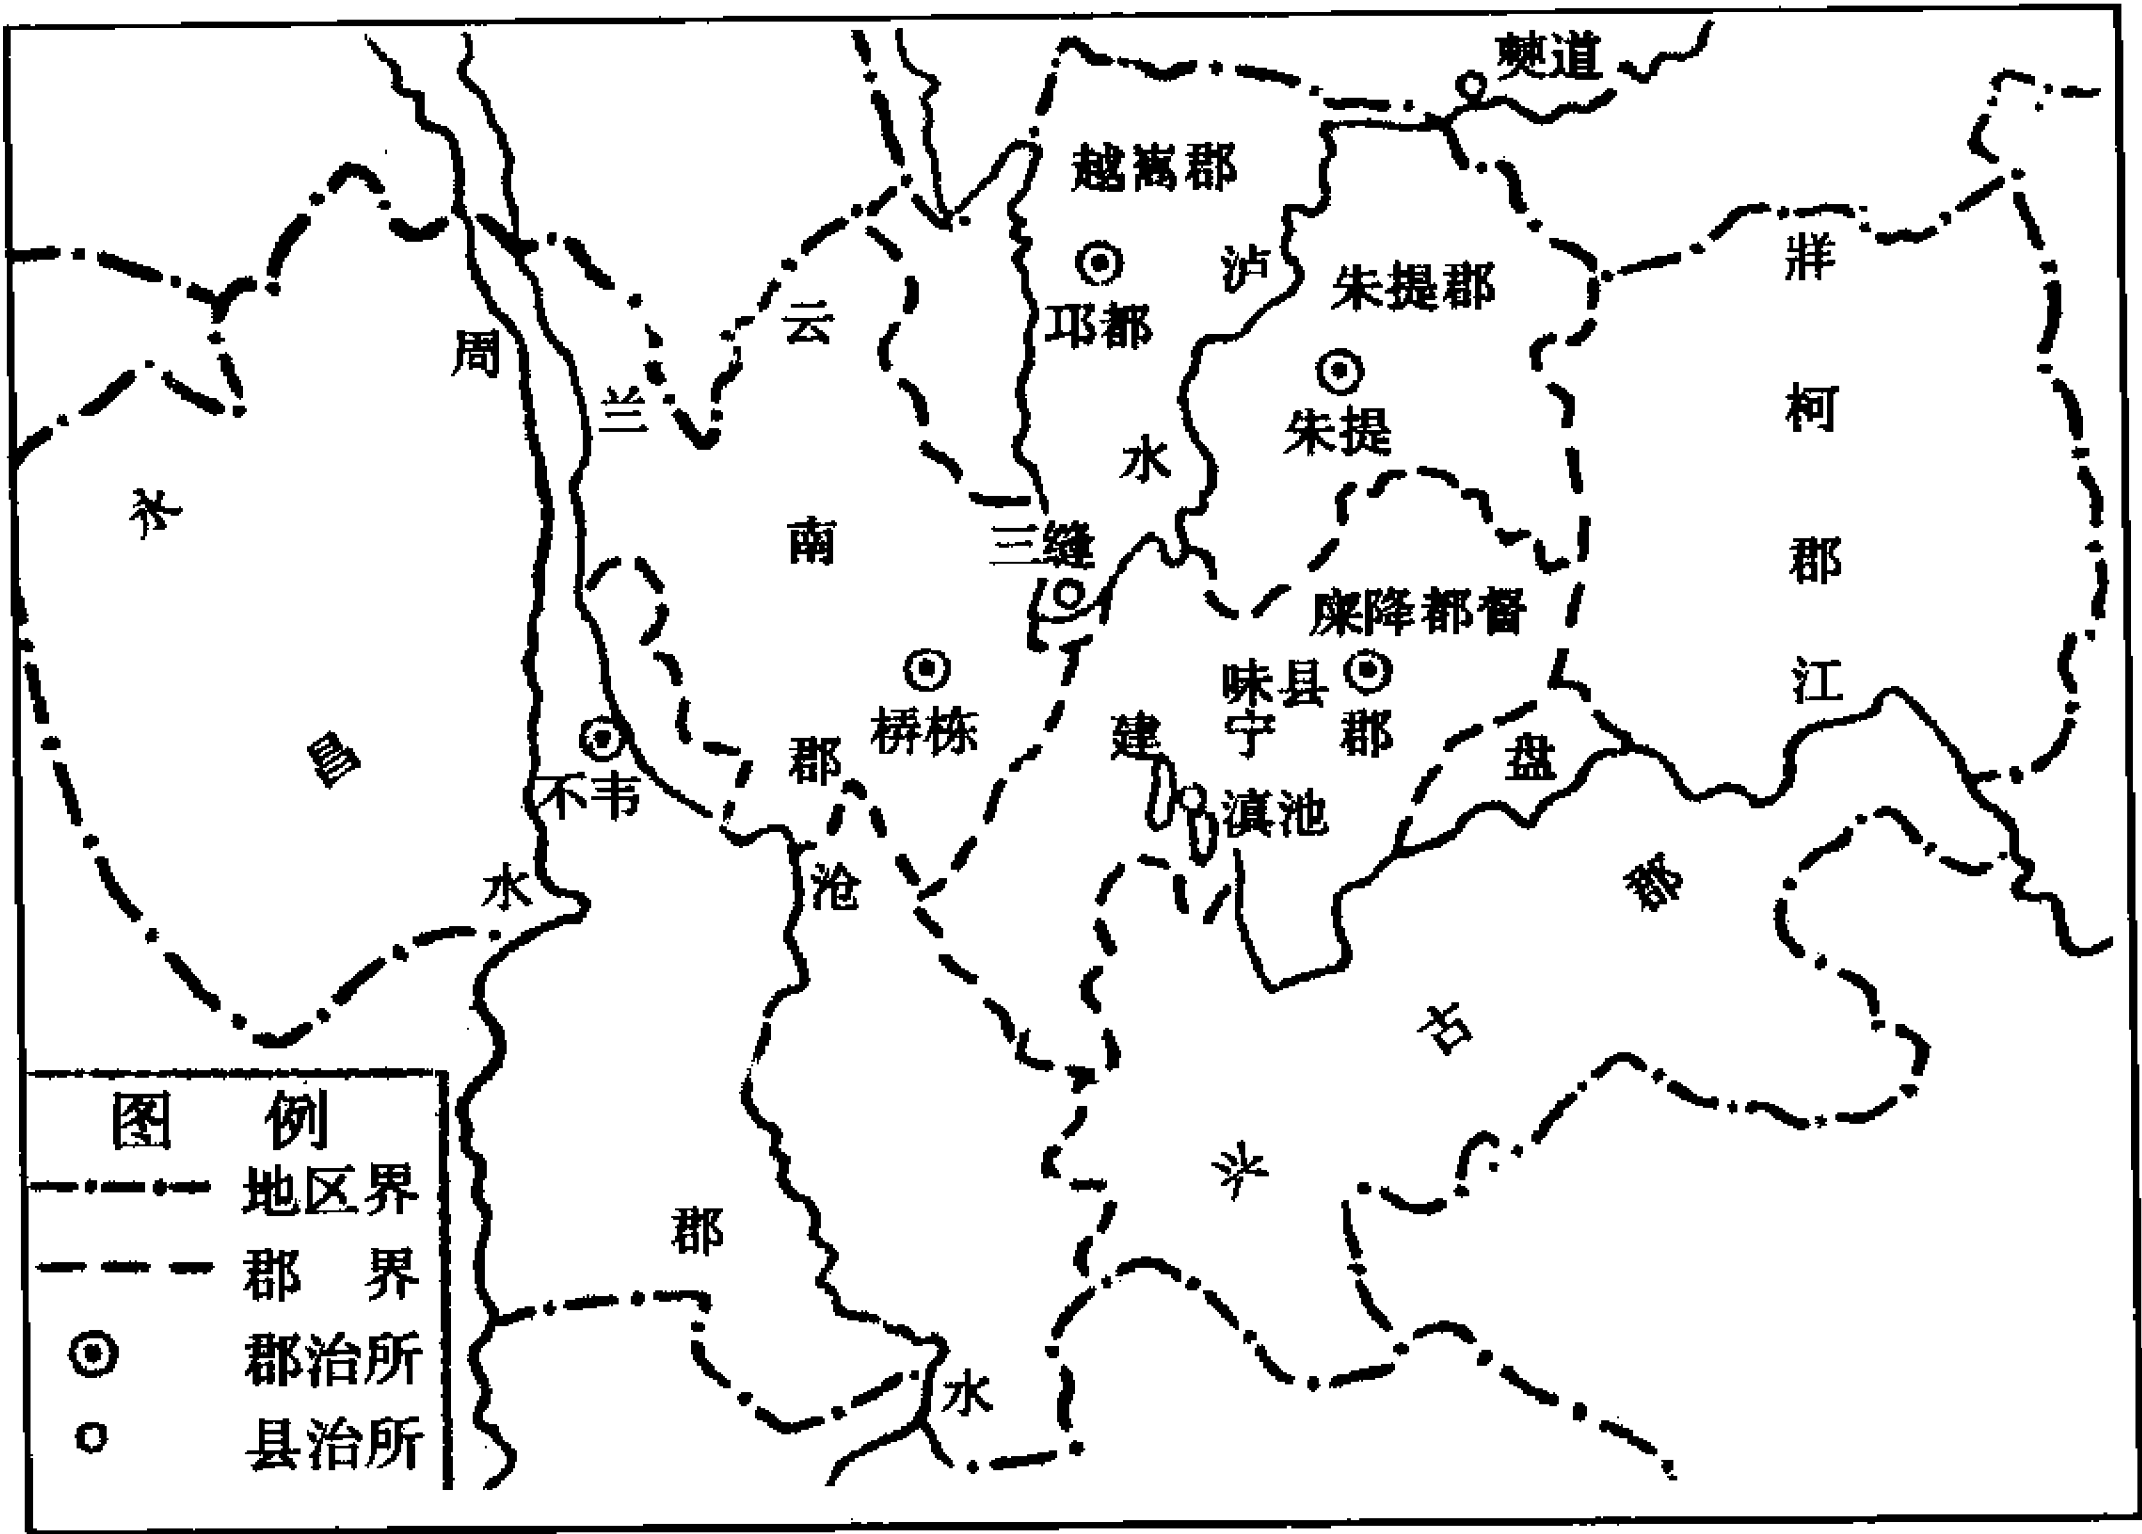 僰道
越嶲郡
邛都
泸
水
朱提郡
朱提
牂
柯
郡
江
周
水
兰
沧
水
云
南
郡
三缝
庲降都督
味县
建
宁
郡
滇池
盘
梇栋
永
昌
郡
不韦
兴
古
郡
图 例
地区界
郡 界
郡治所
县治所